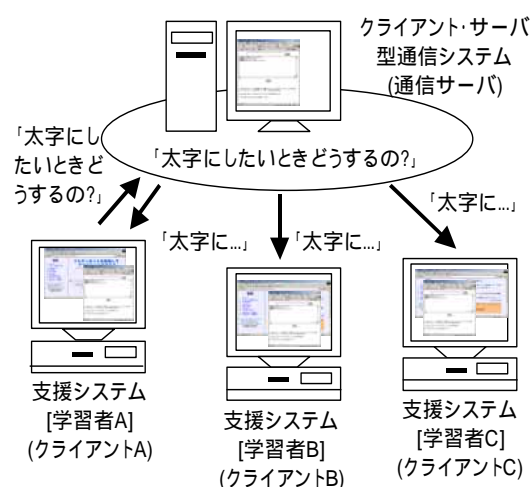 クライアント・サーバ
型通信システム
(通信サーバ)
「太字にし
たいときど
うするの?」
「太字にしたいときどうするの?」
「太字に...」
「太字に...」
「太字に...」
支援システム
[学習者A]
(クライアントA)
支援システム
[学習者B]
(クライアントB)
支援システム
[学習者C]
(クライアントC)